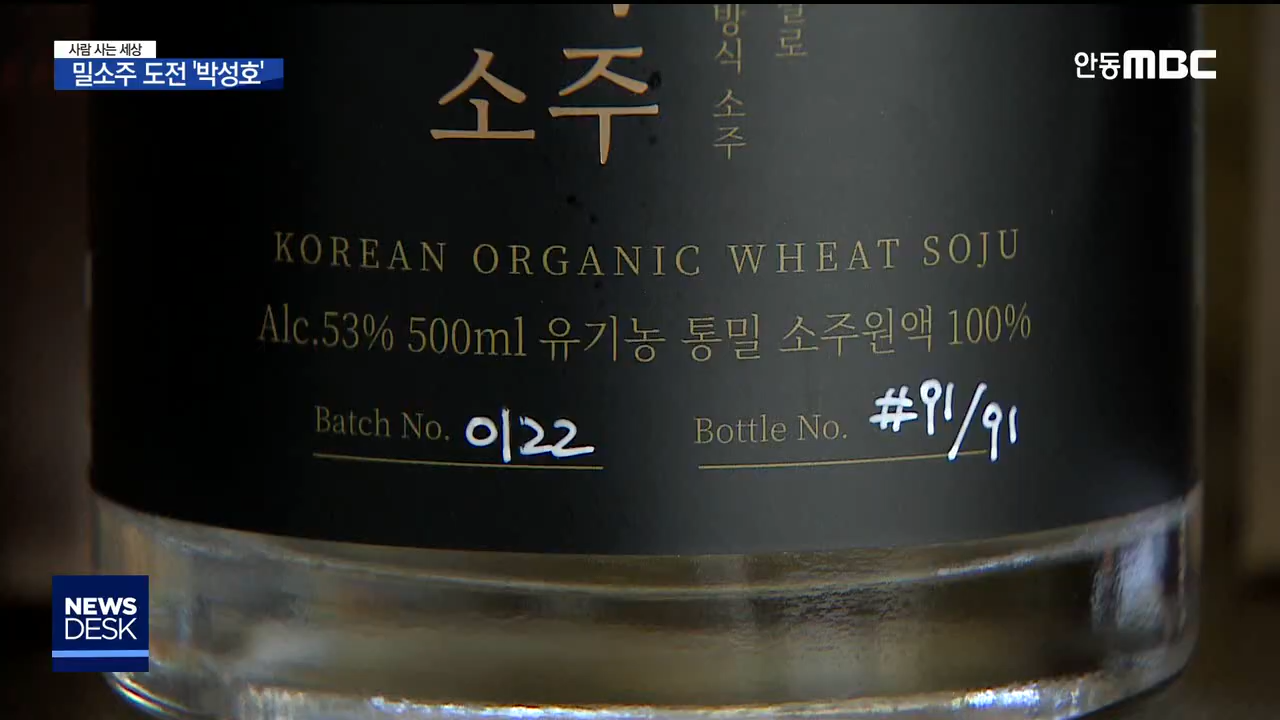 사람 사는 세상
밀소주 도전 '박성호'
안동MBC
소주
방식 소주
로
KOREAN ORGANIC WHEAT SOJU
Alc.53% 500ml 유기농 통밀 소주원액 100%
Batch No. 0122
Bottle No. #91/91
NEWS
DESK